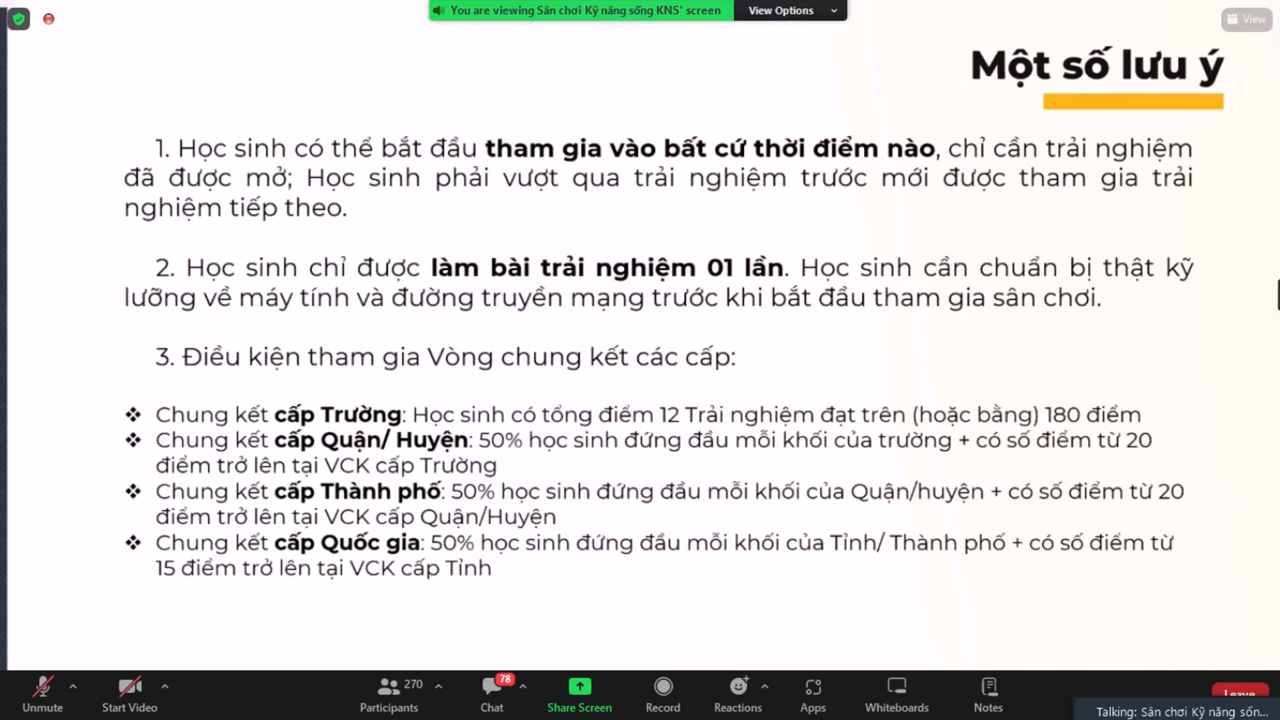 You are viewing Sân chơi Kỹ năng sống KNS' screen
View Options
View
Một số lưu ý
1. Học sinh có thể bắt đầu tham gia vào bất cứ thời điểm nào, chỉ cần trải nghiệm
đã được mở; Học sinh phải vượt qua trải nghiệm trước mới được tham gia trải
nghiệm tiếp theo.
2. Học sinh chỉ được làm bài trải nghiệm 01 lần. Học sinh cần chuẩn bị thật kỹ
lưỡng về máy tính và đường truyền mạng trước khi bắt đầu tham gia sân chơi.
3. Điều kiện tham gia Vòng chung kết các cấp:
❖ Chung kết cấp Trường: Học sinh có tổng điểm 12 Trải nghiệm đạt trên (hoặc bằng) 180 điểm
❖ Chung kết cấp Quận/ Huyện: 50% học sinh đứng đầu mỗi khối của trường + có số điểm từ 20
điểm trở lên tại VCK cấp Trường
❖ Chung kết cấp Thành phố: 50% học sinh đứng đầu mỗi khối của Quận/huyện + có số điểm từ 20
điểm trở lên tại VCK cấp Quận/Huyện
❖ Chung kết cấp Quốc gia: 50% học sinh đứng đầu mỗi khối của Tỉnh/ Thành phố + có số điểm từ
15 điểm trở lên tại VCK cấp Tỉnh
270
78
Unmute
Start Video
Participants
Chat
Share Screen
Record
Reactions
Apps
Whiteboards
Notes
Leave
Talking: Sân chơi Kỹ năng sốn...